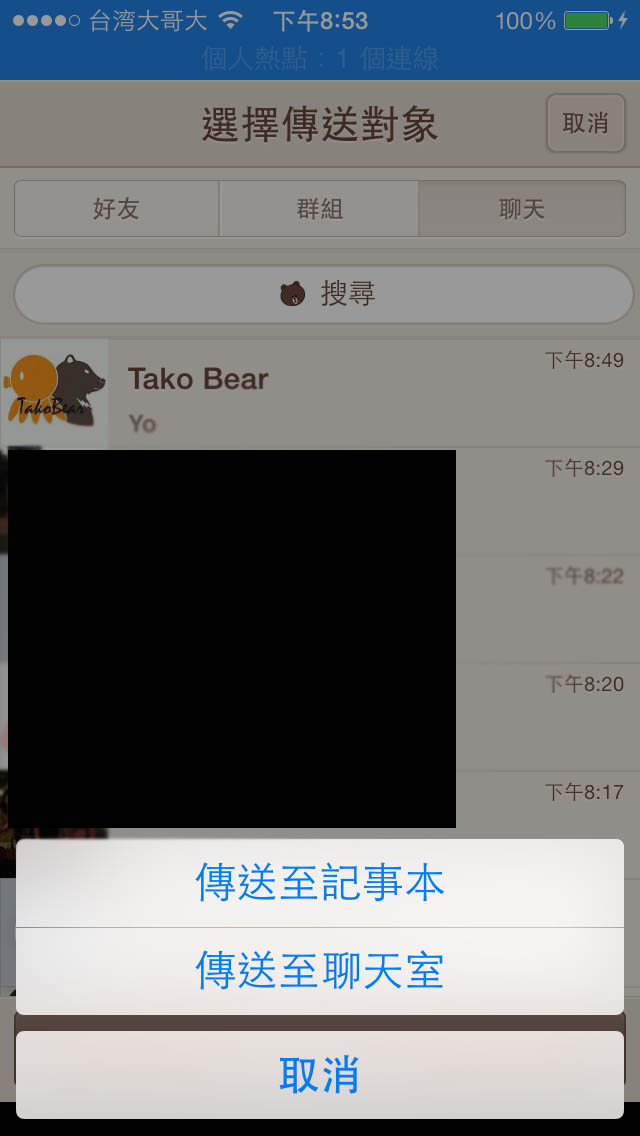 台湾大哥大 下午8:53 100%
個人熱點：1 個連線
選擇傳送對象 取消
好友 群組 聊天
搜尋
TakoBear
Tako Bear 下午8:49
Yo
下午8:29
下午8:22
下午8:20
下午8:17
傳送至記事本
傳送至聊天室
取消